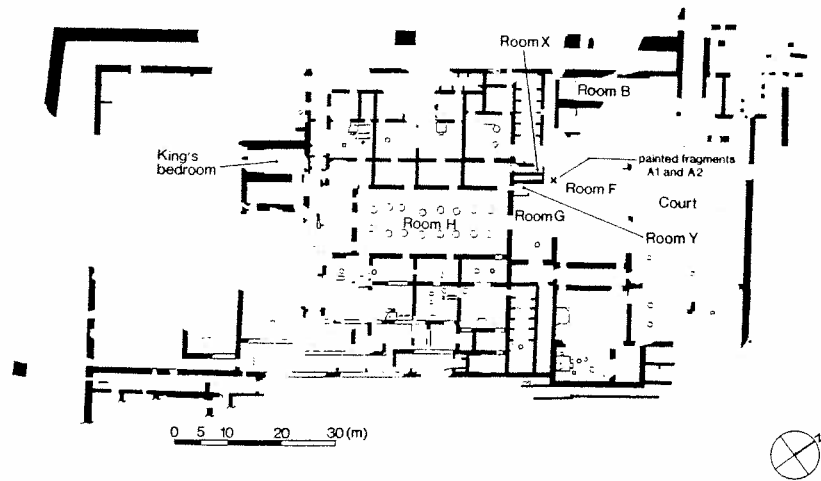 Room X
Room B
King's
bedroom
painted fragments
A1 and A2
Room F
Court
Room G
Room H
Room Y
0 5 10 20 30 (m)